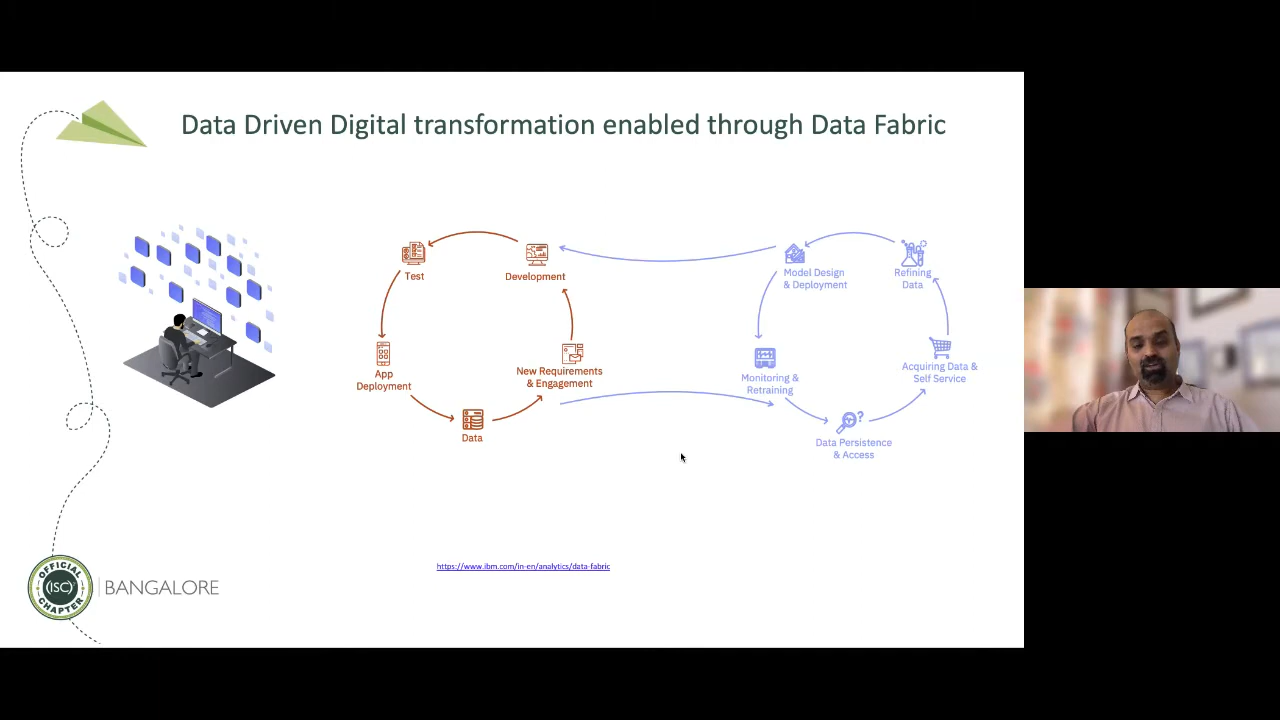 Data Driven Digital transformation enabled through Data Fabric
Test
Development
App
Deployment
New Requirements
& Engagement
Data
Model Design
& Deployment
Refining
Data
Monitoring &
Retraining
Acquiring Data &
Self Service
Data Persistence
& Access
?
https://www.ibm.com/in-en/analytics/data-fabric
OFFICIAL
(ISC)²
CHAPTER
BANGALORE